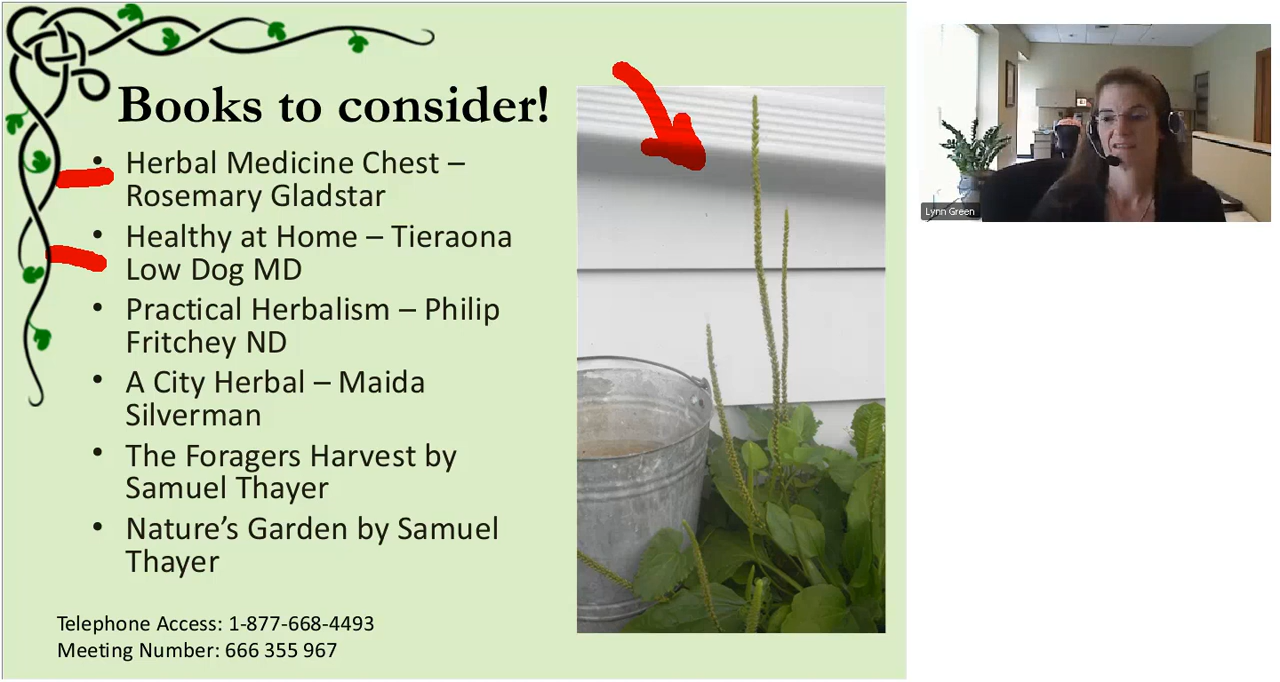 Books to consider!
• Herbal Medicine Chest –
Rosemary Gladstar
• Healthy at Home – Tieraona
Low Dog MD
• Practical Herbalism – Philip
Fritchey ND
• A City Herbal – Maida
Silverman
• The Foragers Harvest by
Samuel Thayer
• Nature’s Garden by Samuel
Thayer
Telephone Access: 1-877-668-4493
Meeting Number: 666 355 967
Lynn Green